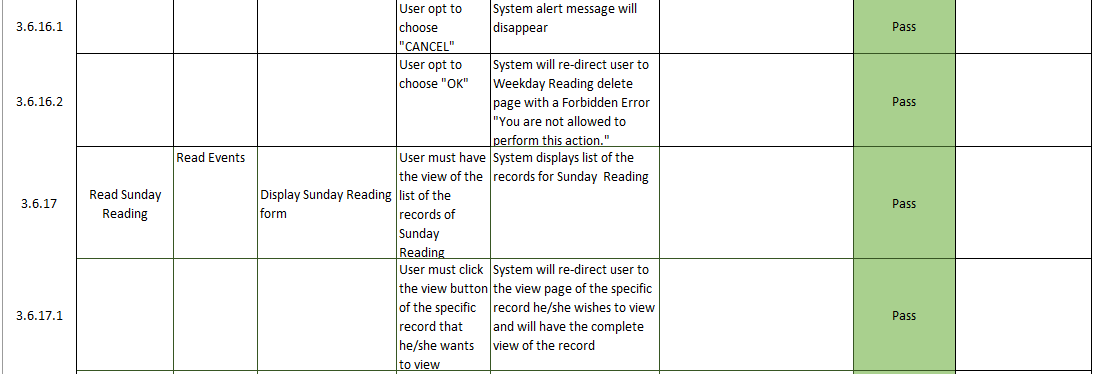 3.6.16.1
User opt to
choose
"CANCEL"
System alert message will
disappear
Pass
3.6.16.2
User opt to
choose "OK"
System will re-direct user to
Weekday Reading delete
page with a Forbidden Error
"You are not allowed to
perform this action."
Pass
3.6.17
Read Sunday
Reading
Read Events
Display Sunday Reading
form
User must have
the view of the
list of the
records of
Sunday
Reading
System displays list of the
records for Sunday  Reading
Pass
3.6.17.1
User must click
the view button
of the specific
record that
he/she wants
to view
System will re-direct user to
the view page of the specific
record he/she wishes to view
and will have the complete
view of the record
Pass